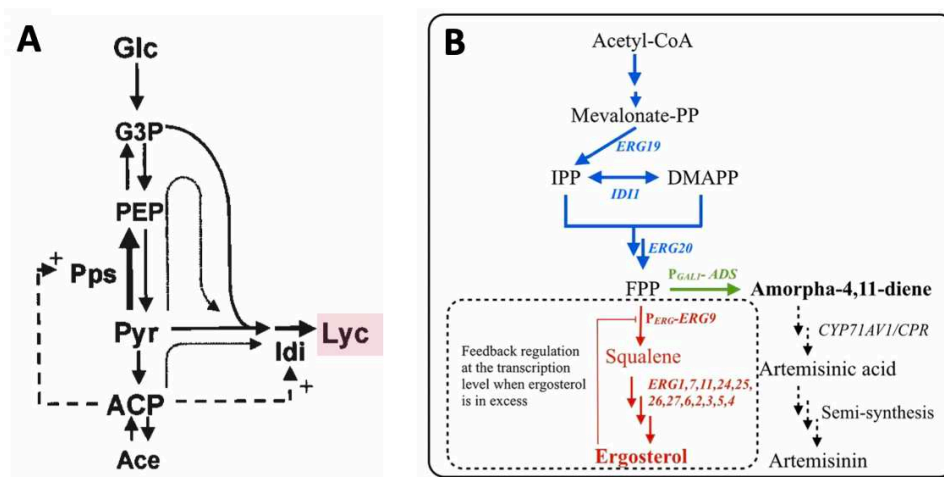 A
Glc
G3P
PEP
+
Pps
Pyr
Idi
Lyc
+
ACP
Ace
B
Acetyl-CoA
Mevalonate-PP
ERG19
IPP
DMAPP
IDI1
ERG20
FPP
PGAL1- ADS
Amorpha-4,11-diene
PERG-ERG9
CYP71AV1/CPR
Feedback regulation
at the transcription
level when ergosterol
is in excess
Squalene
Artemisinic acid
ERG1,7,11,24,25,
26,27,6,2,3,5,4
Semi-synthesis
Ergosterol
Artemisinin